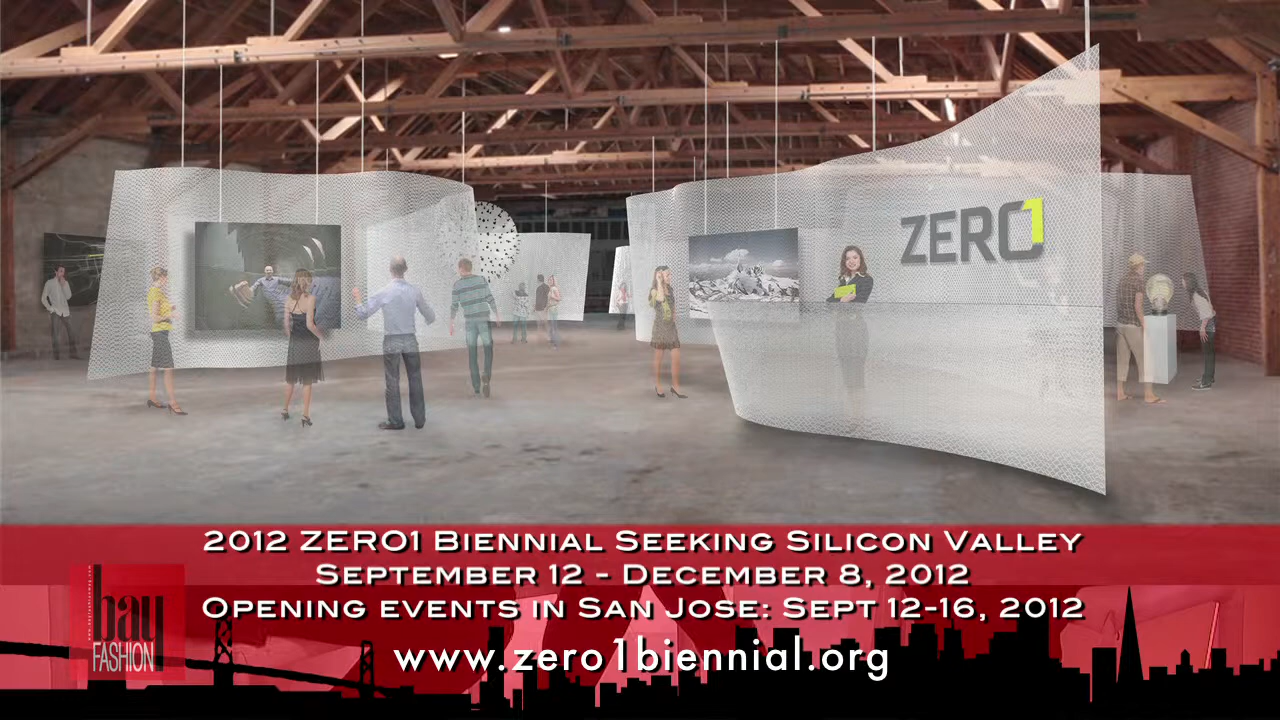 ZERO1
2012 ZERO1 Biennial Seeking Silicon Valley
September 12 - December 8, 2012
Opening events in San Jose: Sept 12-16, 2012
bay
FASHION
www.zero1biennial.org